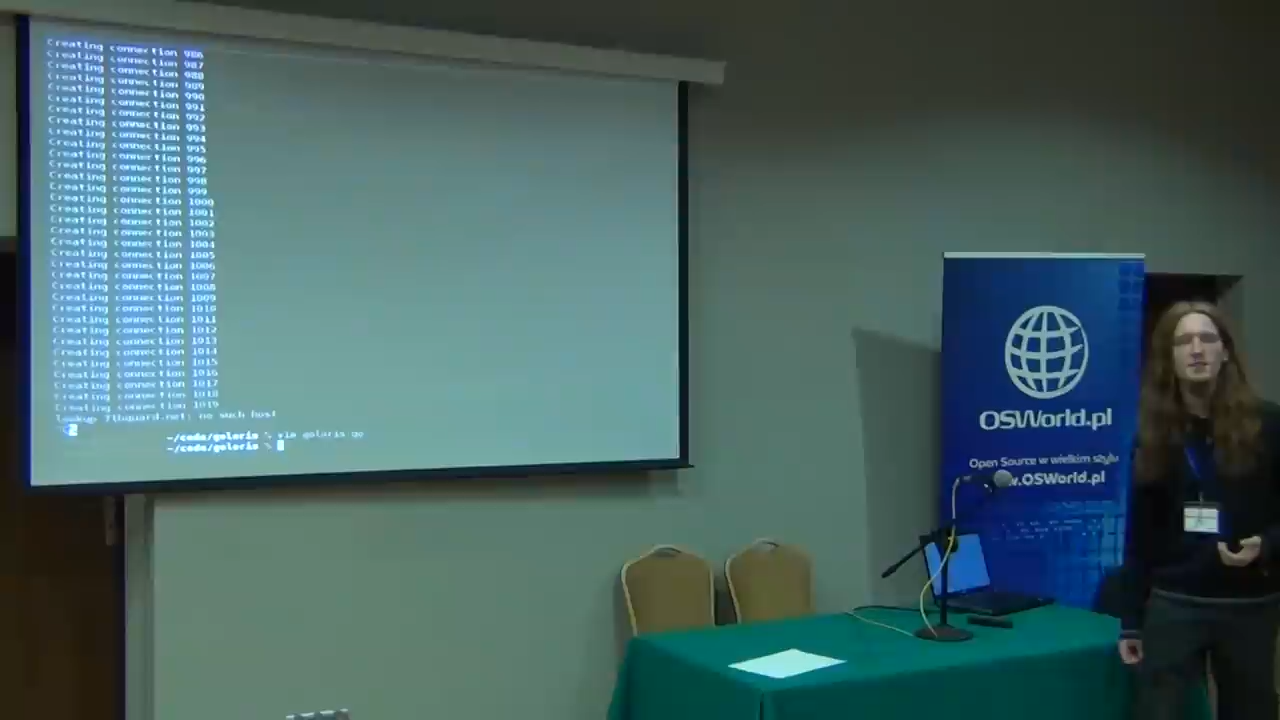 Creating connection 986
Creating connection 987
Creating connection 988
Creating connection 989
Creating connection 990
Creating connection 991
Creating connection 992
Creating connection 993
Creating connection 994
Creating connection 995
Creating connection 996
Creating connection 997
Creating connection 998
Creating connection 999
Creating connection 1000
Creating connection 1001
Creating connection 1002
Creating connection 1003
Creating connection 1004
Creating connection 1005
Creating connection 1006
Creating connection 1007
Creating connection 1008
Creating connection 1009
Creating connection 1010
Creating connection 1011
Creating connection 1012
Creating connection 1013
Creating connection 1014
Creating connection 1015
Creating connection 1016
Creating connection 1017
Creating connection 1018
Creating connection 1019
lookup no such host
~/code/goloris % vim goloris.go
~/code/goloris %
OSWorld.pl
Open Source w wielkim stylu
w.OSWorld.pl